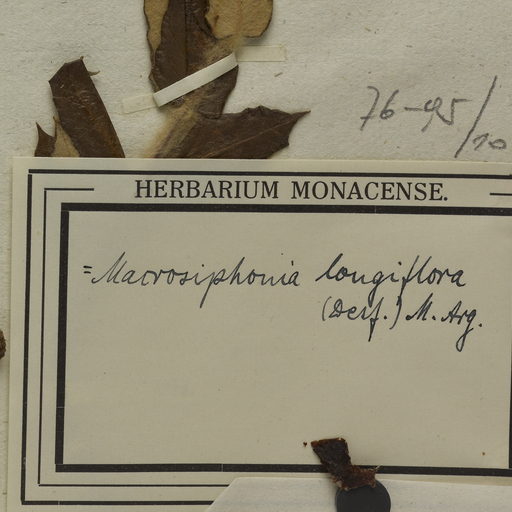 76-95/10
HERBARIUM MONACENSE.
=Macrosiphonia longiflora
(Desf.) M. Arg.